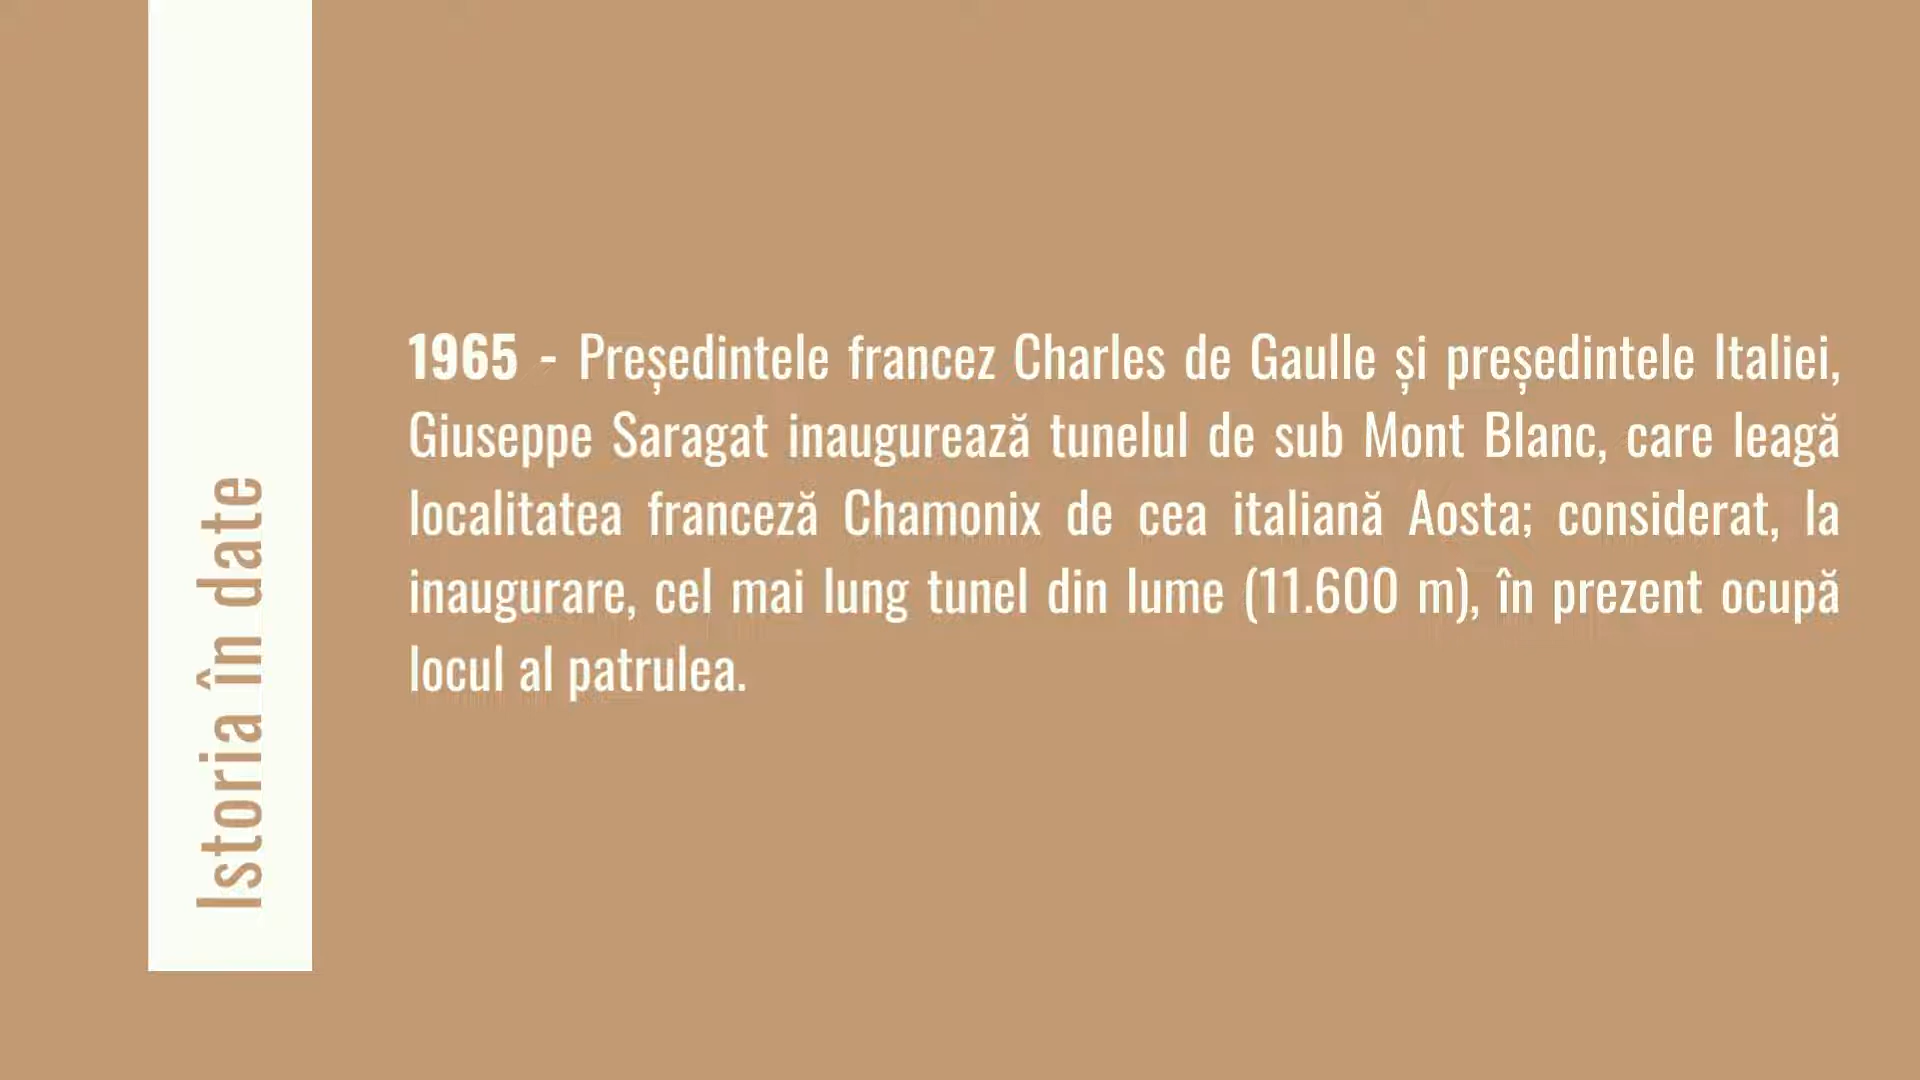 Istoria în date
1965 - Președintele francez Charles de Gaulle și președintele Italiei,
Giuseppe Saragat inaugurează tunelul de sub Mont Blanc, care leagă
localitatea franceză Chamonix de cea italiană Aosta; considerat, la
inaugurare, cel mai lung tunel din lume (11.600 m), în prezent ocupă
locul al patrulea.